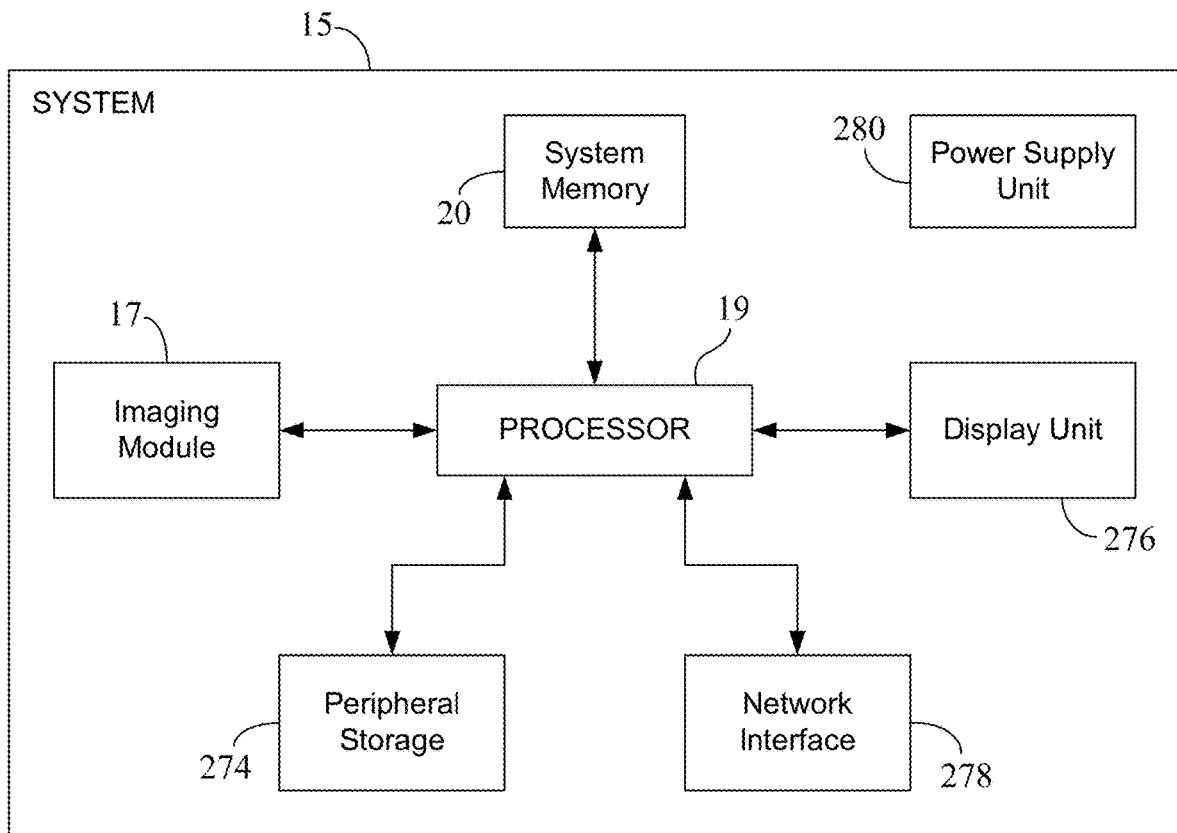 15
SYSTEM
System
Memory
20
280
Power Supply
Unit
17
Imaging
Module
19
PROCESSOR
Display Unit
276
Peripheral
Storage
274
Network
Interface
278